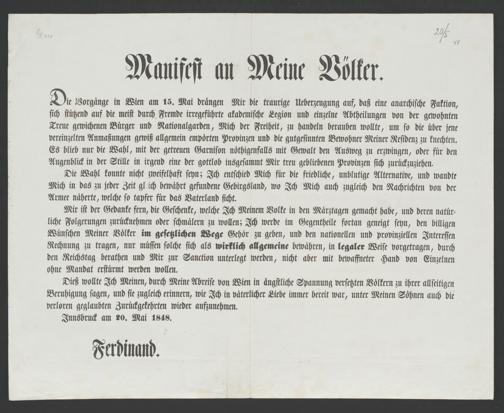 20/5
Manifest an Meine Völker.
Die Vorgänge in Wien am 15. Mai drängen Mir die traurige Ueberzeugung auf, daß eine anarchische Faktion,
sich stützend auf die meist durch Fremde irregeführte akademische Legion und einzelne Abtheilungen von der gewohnten
Treue gewichenen Bürger und Nationalgarden, Mich der Freiheit, zu handeln berauben wollte, um so die über jene
vereinzelten Anmaßungen gewiß allgemein empörten Provinzen und die gutgesinnten Bewohner Meiner Residenz zu knechten.
Es blieb nur die Wahl, mit der getreuen Garnison nöthigenfalls mit Gewalt den Ausweg zu erzwingen, oder für den
Augenblick in der Stille in irgend eine der gottlob insgesammt Mir treu gebliebenen Provinzen sich zurückzuziehen.
Die Wahl konnte nicht zweifelhaft seyn; Ich entschied Mich für die friedliche, unblutige Alternative, und wandte
Mich in das zu jeder Zeit gleich bewährt gefundene Gebirgsland, wo Ich Mich auch zugleich den Nachrichten von der
Armee näherte, welche so tapfer für das Vaterland ficht.
Mir ist der Gedanke fern, die Geschenke, welche Ich Meinem Volke in den Märztagen gemacht habe, und deren natür-
liche Folgerungen zurücknehmen oder schmälern zu wollen; Ich werde im Gegentheile fortan geneigt seyn, den billigen
Wünschen Meiner Völker im gesetzlichen Wege Gehör zu geben, und den nationellen und provinziellen Interessen
Rechnung zu tragen, nur müssen solche sich als wirklich allgemeine bewähren, in legaler Weise vorgetragen, durch
den Reichstag berathen und Mir zur Sanction unterlegt werden, nicht aber mit bewaffneter Hand von Einzelnen
ohne Mandat erstürmt werden wollen.
Dieß wollte Ich Meinen, durch Meine Abreise von Wien in ängstliche Spannung versetzten Völkern zu ihrer allseitigen
Beruhigung sagen, und sie zugleich erinnern, wie Ich in väterlicher Liebe immer bereit war, unter Meinen Söhnen auch die
verloren geglaubten Zurückgekehrten wieder aufzunehmen.
Innsbruck am 20. Mai 1848.
Ferdinand.